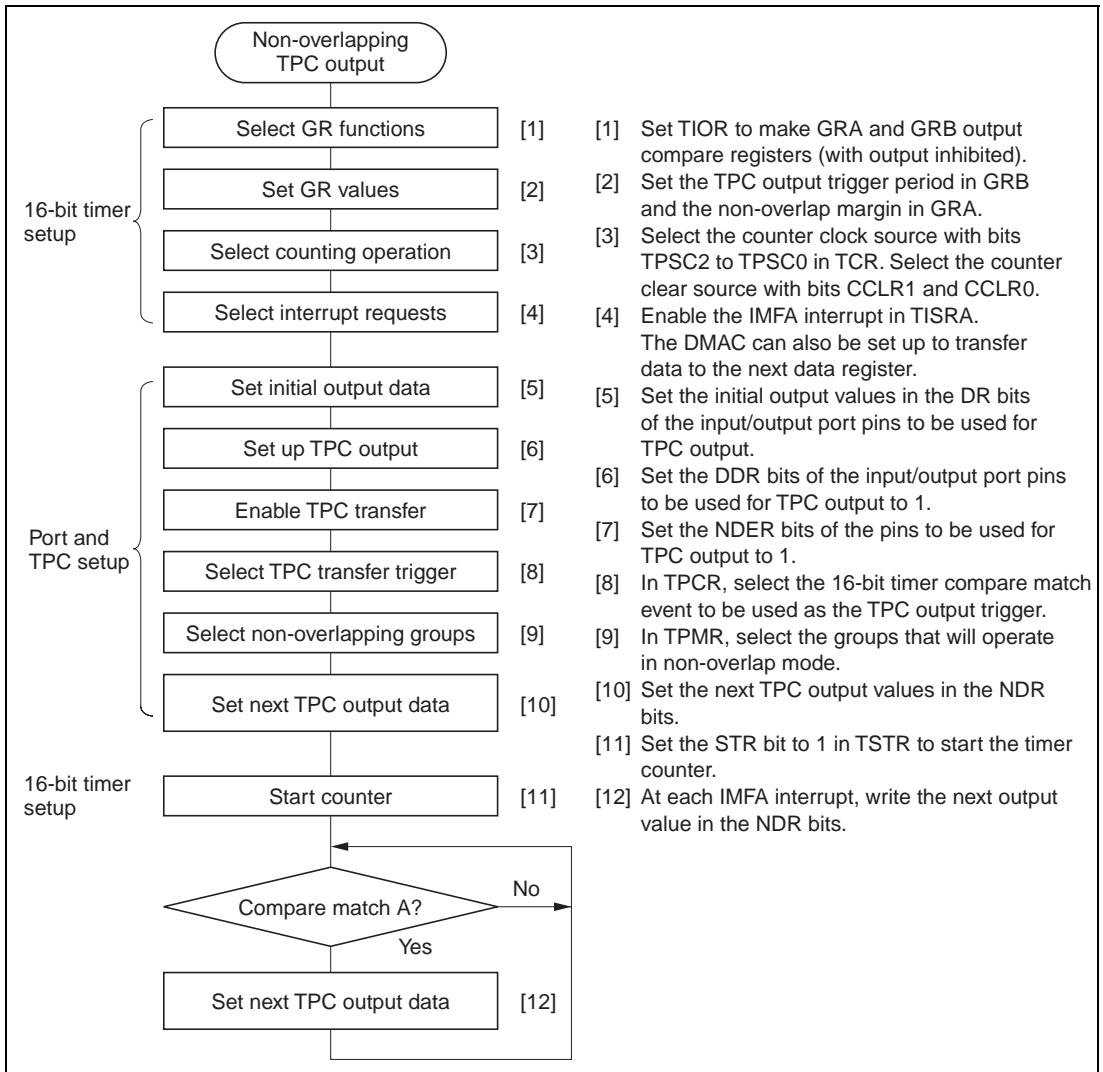 Non-overlapping
TPC output
16-bit timer
setup
Select GR functions [1]
Set GR values [2]
Select counting operation [3]
Select interrupt requests [4]
Port and
TPC setup
Set initial output data [5]
Set up TPC output [6]
Enable TPC transfer [7]
Select TPC transfer trigger [8]
Select non-overlapping groups [9]
Set next TPC output data [10]
16-bit timer
setup
Start counter [11]
Compare match A?
No
Yes
Set next TPC output data [12]
[1] Set TIOR to make GRA and GRB output
compare registers (with output inhibited).
[2] Set the TPC output trigger period in GRB
and the non-overlap margin in GRA.
[3] Select the counter clock source with bits
TPSC2 to TPSC0 in TCR. Select the counter
clear source with bits CCLR1 and CCLR0.
[4] Enable the IMFA interrupt in TISRA.
The DMAC can also be set up to transfer
data to the next data register.
[5] Set the initial output values in the DR bits
of the input/output port pins to be used for
TPC output.
[6] Set the DDR bits of the input/output port pins
to be used for TPC output to 1.
[7] Set the NDER bits of the pins to be used for
TPC output to 1.
[8] In TPCR, select the 16-bit timer compare match
event to be used as the TPC output trigger.
[9] In TPMR, select the groups that will operate
in non-overlap mode.
[10] Set the next TPC output values in the NDR
bits.
[11] Set the STR bit to 1 in TSTR to start the timer
counter.
[12] At each IMFA interrupt, write the next output
value in the NDR bits.